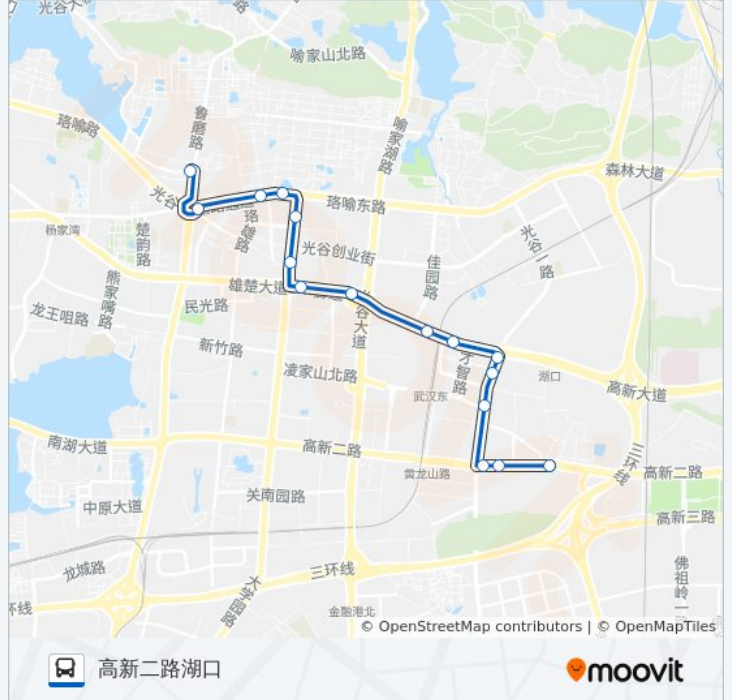 光谷大
喻家山北路
珞喻路
鲁磨路
喻家湖路
森林大道
光谷
珞喻东路
杨家湾
楚韵路
珞雄路
光谷创业街
佳园路
光谷一路
熊家嘴路
雄楚大道
民光路
谷大道
龙王咀路
新竹路
凌家山北路
才智路
湖口
高新大道
武汉东
南湖大道
高新二路
黄龙山路
三环线
高新二路
中原大道
关南园路
高新三路
龙城路
三环线
佛祖岭一
环线
大学园路
金融港北
© OpenStreetMap contributors | © OpenMapTiles
高新二路湖口
moovit